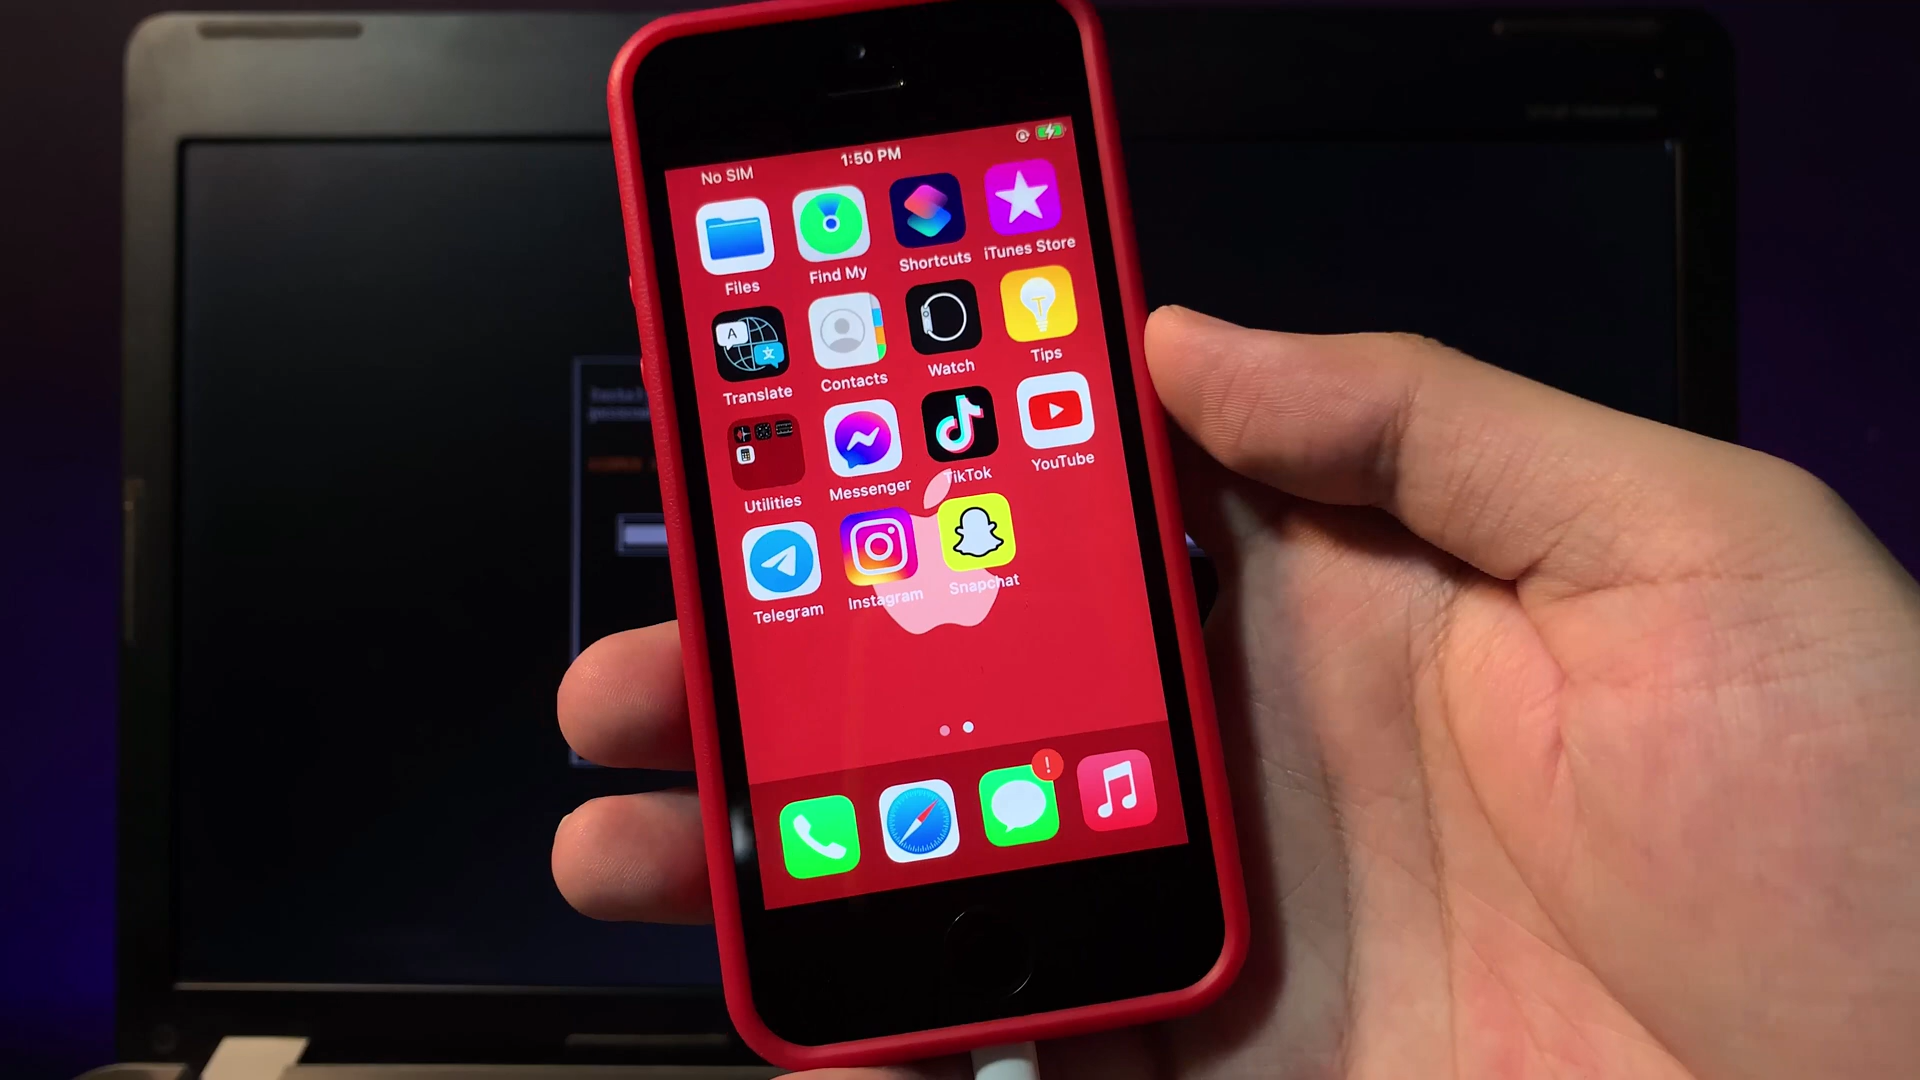 No SIM 1:50 PM
Files Find My Shortcuts iTunes Store
Translate Contacts Watch Tips
Utilities Messenger TikTok YouTube
Telegram Instagram Snapchat